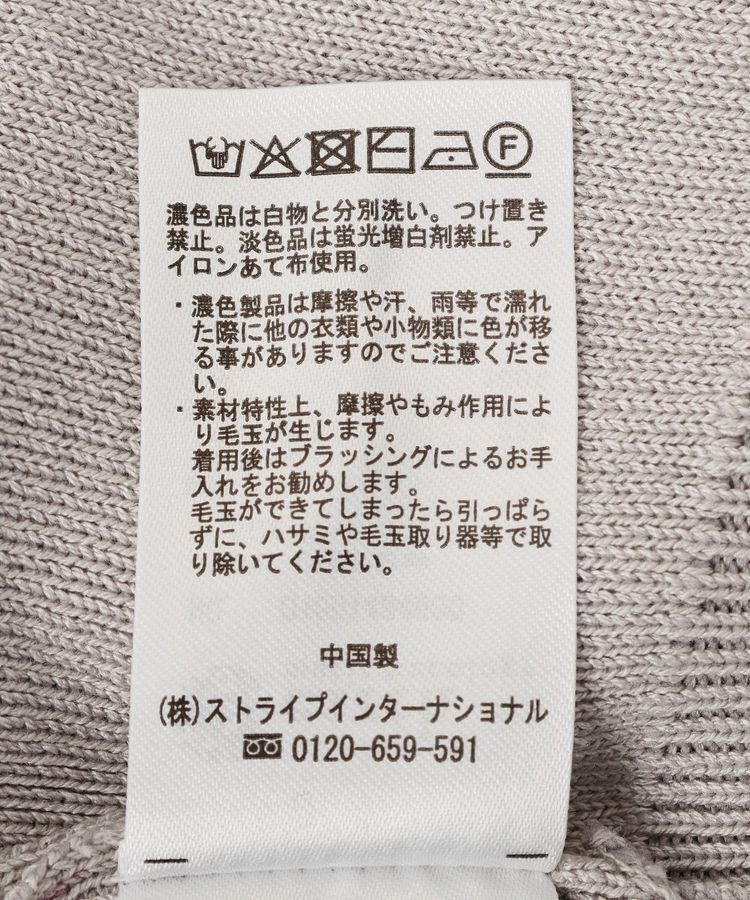 F
濃色品は白物と分別洗い。つけ置き
禁止。淡色品は蛍光増白剤禁止。ア
イロンあて布使用。
・濃色製品は摩擦や汗、雨等で濡れ
た際に他の衣類や小物類に色が移
る事がありますのでご注意くださ
い。
・素材特性上、摩擦やもみ作用によ
り毛玉が生じます。
着用後はブラッシングによるお手
入れをお勧めします。
毛玉ができてしまったら引っぱら
ずに、ハサミや毛玉取り器等で取
り除いてください。
中国製
(株)ストライプインターナショナル
0120-659-591